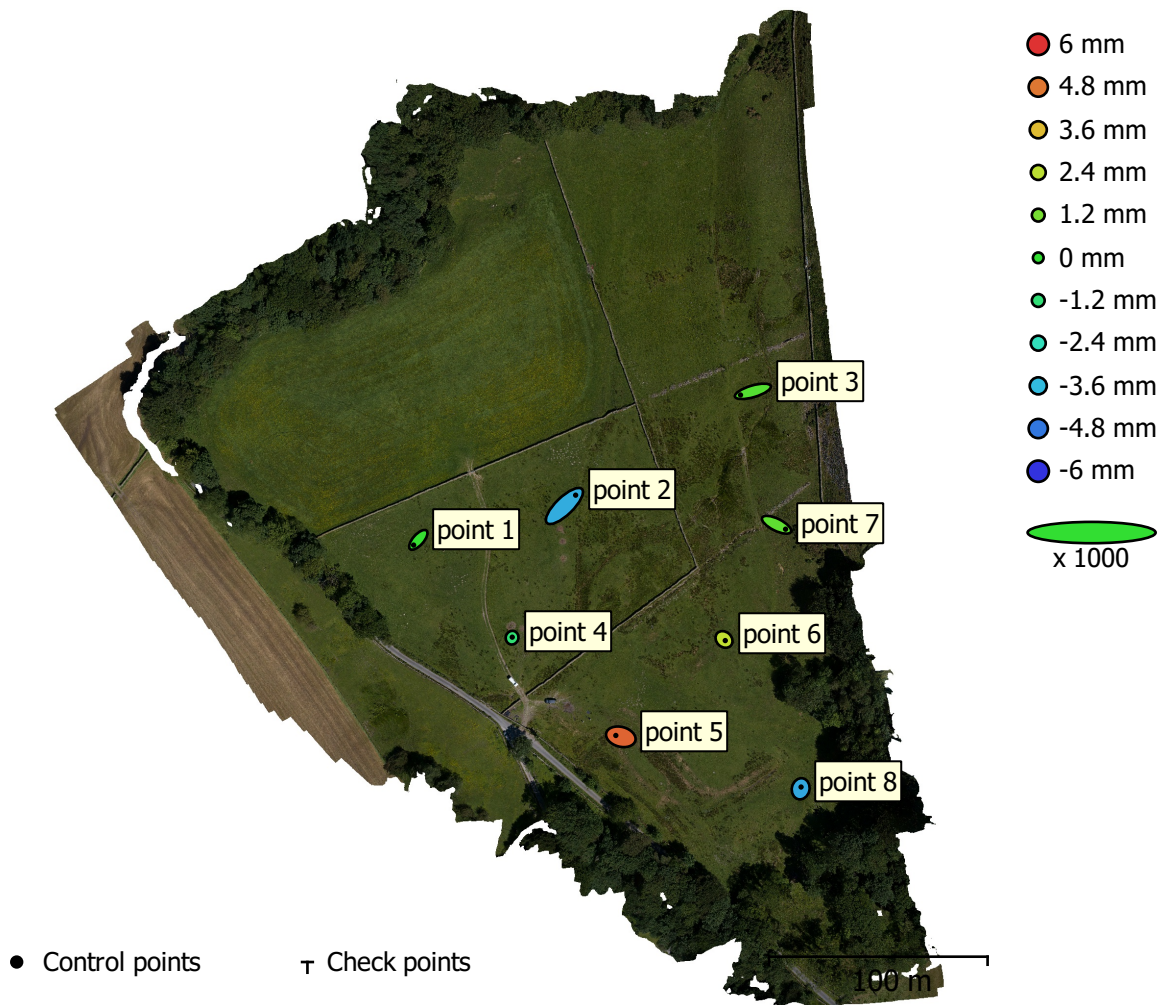 6 mm
4.8 mm
3.6 mm
2.4 mm
1.2 mm
0 mm
-1.2 mm
-2.4 mm
-3.6 mm
-4.8 mm
-6 mm
x 1000
point 3
point 2
point 1
point 7
point 4
point 6
point 5
point 8
Control points
Check points
100 m